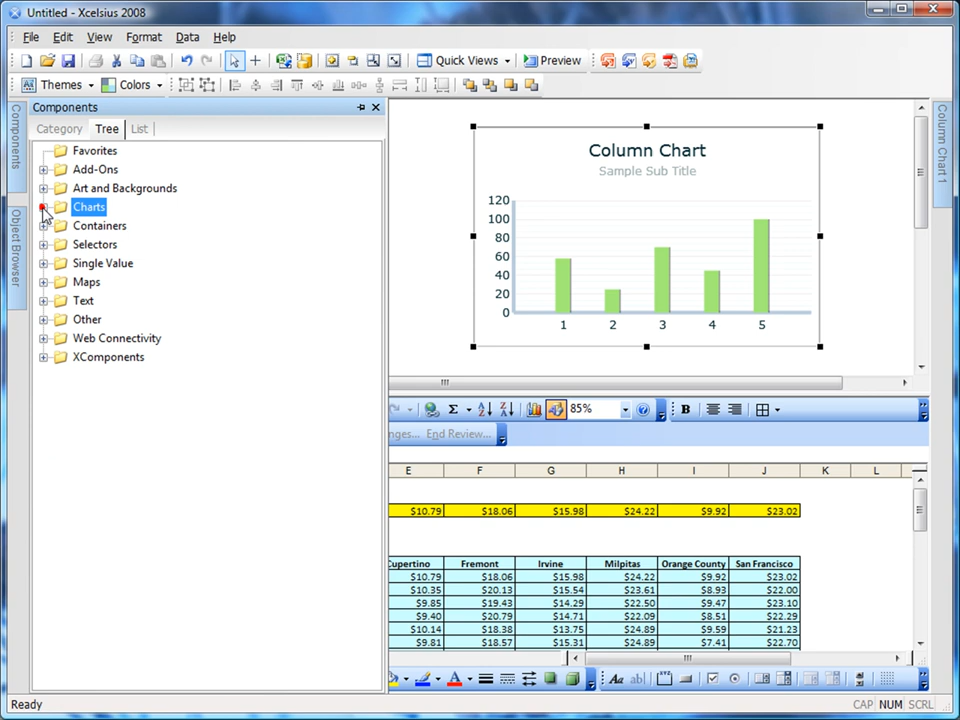 Untitled - Xcelsius 2008
File Edit View Format Data Help
Quick Views Preview
Themes Colors
Components
Category Tree List
Components
Object Browser
Favorites
Add-Ons
Art and Backgrounds
Charts
Containers
Selectors
Single Value
Maps
Text
Other
Web Connectivity
XComponents
Column Chart 1
Column Chart
Sample Sub Title
120
100
80
60
40
20
0
1 2 3 4 5
85%
B
nges... End Review...
E F G H I J K L
$10.79 $18.06 $15.98 $24.22 $9.92 $23.02
Cupertino Fremont Irvine Milpitas Orange County San Francisco
$10.79 $18.06 $15.98 $24.22 $9.92 $23.02
$10.35 $20.13 $15.54 $23.61 $8.93 $22.00
$9.85 $19.43 $14.29 $22.50 $9.47 $23.10
$9.40 $20.79 $14.71 $22.09 $8.51 $22.29
$10.14 $18.38 $13.75 $24.89 $9.59 $21.23
$9.81 $18.57 $15.31 $24.89 $7.41 $22.70
Aa ab|
Ready
CAP NUM SCRL